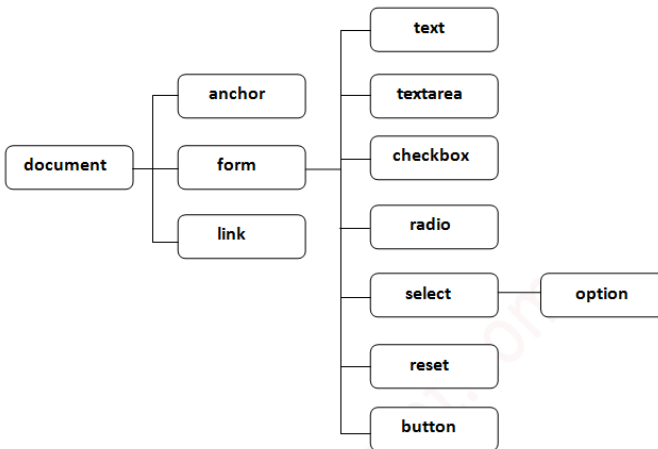 text
anchor
textarea
document
form
checkbox
link
radio
select
option
reset
button